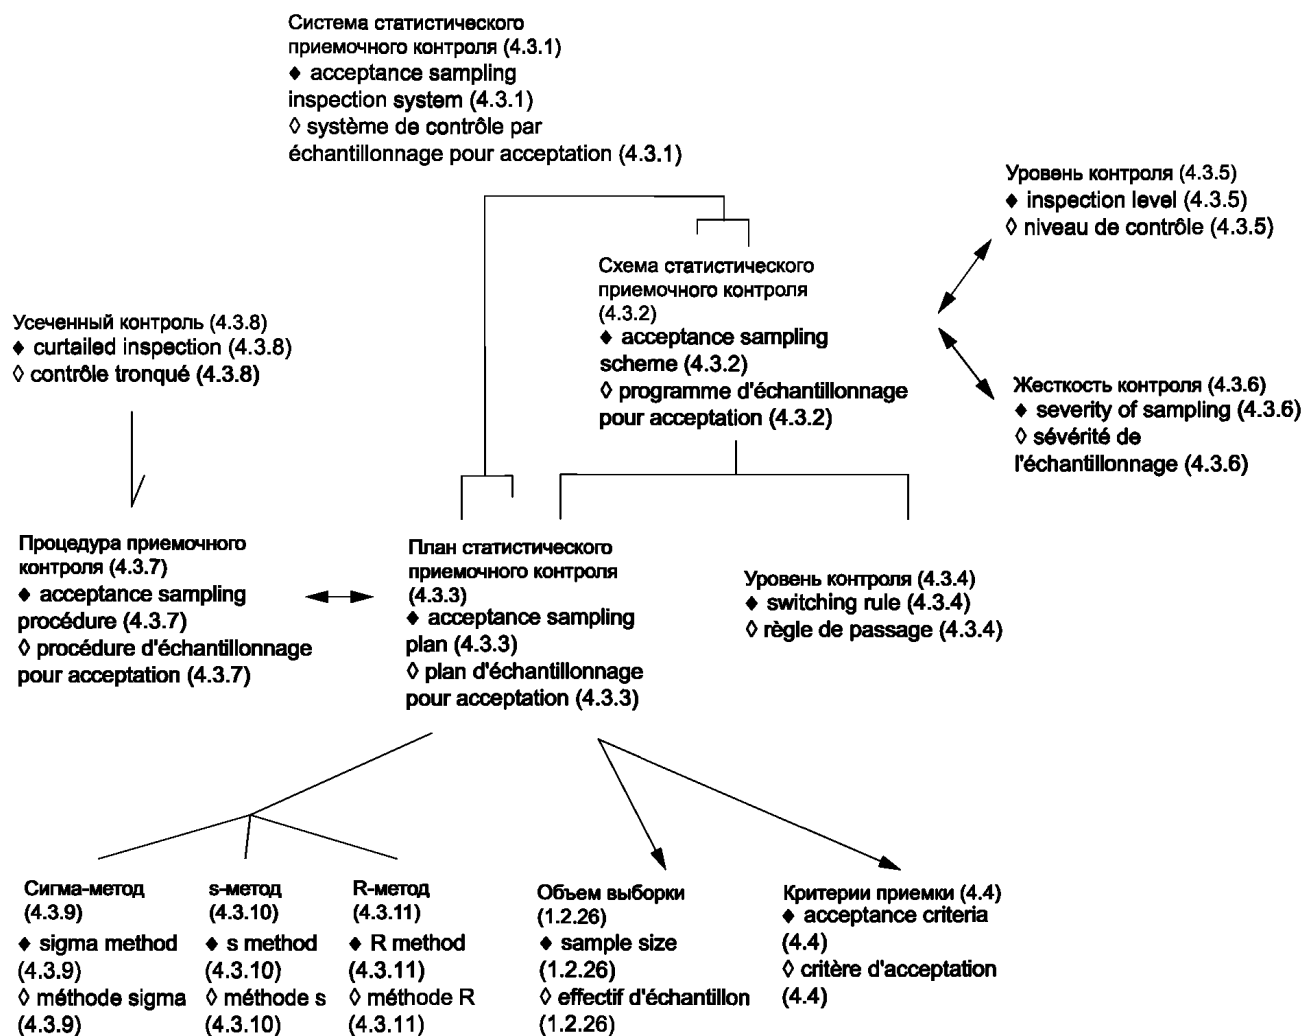 Система статистического
приемочного контроля (4.3.1)
♦ acceptance sampling
inspection system (4.3.1)
◊ système de contrôle par
échantillonnage pour acceptation (4.3.1)
Уровень контроля (4.3.5)
♦ inspection level (4.3.5)
◊ niveau de contrôle (4.3.5)
Схема статистического
приемочного контроля
(4.3.2)
♦ acceptance sampling
scheme (4.3.2)
◊ programme d'échantillonnage
pour acceptation (4.3.2)
Усеченный контроль (4.3.8)
♦ curtailed inspection (4.3.8)
◊ contrôle tronqué (4.3.8)
Жесткость контроля (4.3.6)
♦ severity of sampling (4.3.6)
◊ sévérité de
l'échantillonnage (4.3.6)
Процедура приемочного
контроля (4.3.7)
♦ acceptance sampling
procédure (4.3.7)
◊ procédure d'échantillonnage
pour acceptation (4.3.7)
План статистического
приемочного контроля
(4.3.3)
♦ acceptance sampling
plan (4.3.3)
◊ plan d'échantillonnage
pour acceptation (4.3.3)
Уровень контроля (4.3.4)
♦ switching rule (4.3.4)
◊ règle de passage (4.3.4)
Сигма-метод
(4.3.9)
♦ sigma method
(4.3.9)
◊ méthode sigma
(4.3.9)
s-метод
(4.3.10)
♦ s method
(4.3.10)
◊ méthode s
(4.3.10)
R-метод
(4.3.11)
♦ R method
(4.3.11)
◊ méthode R
(4.3.11)
Объем выборки
(1.2.26)
♦ sample size
(1.2.26)
◊ effectif d'échantillon
(1.2.26)
Критерии приемки (4.4)
♦ acceptance criteria
(4.4)
◊ critère d'acceptation
(4.4)